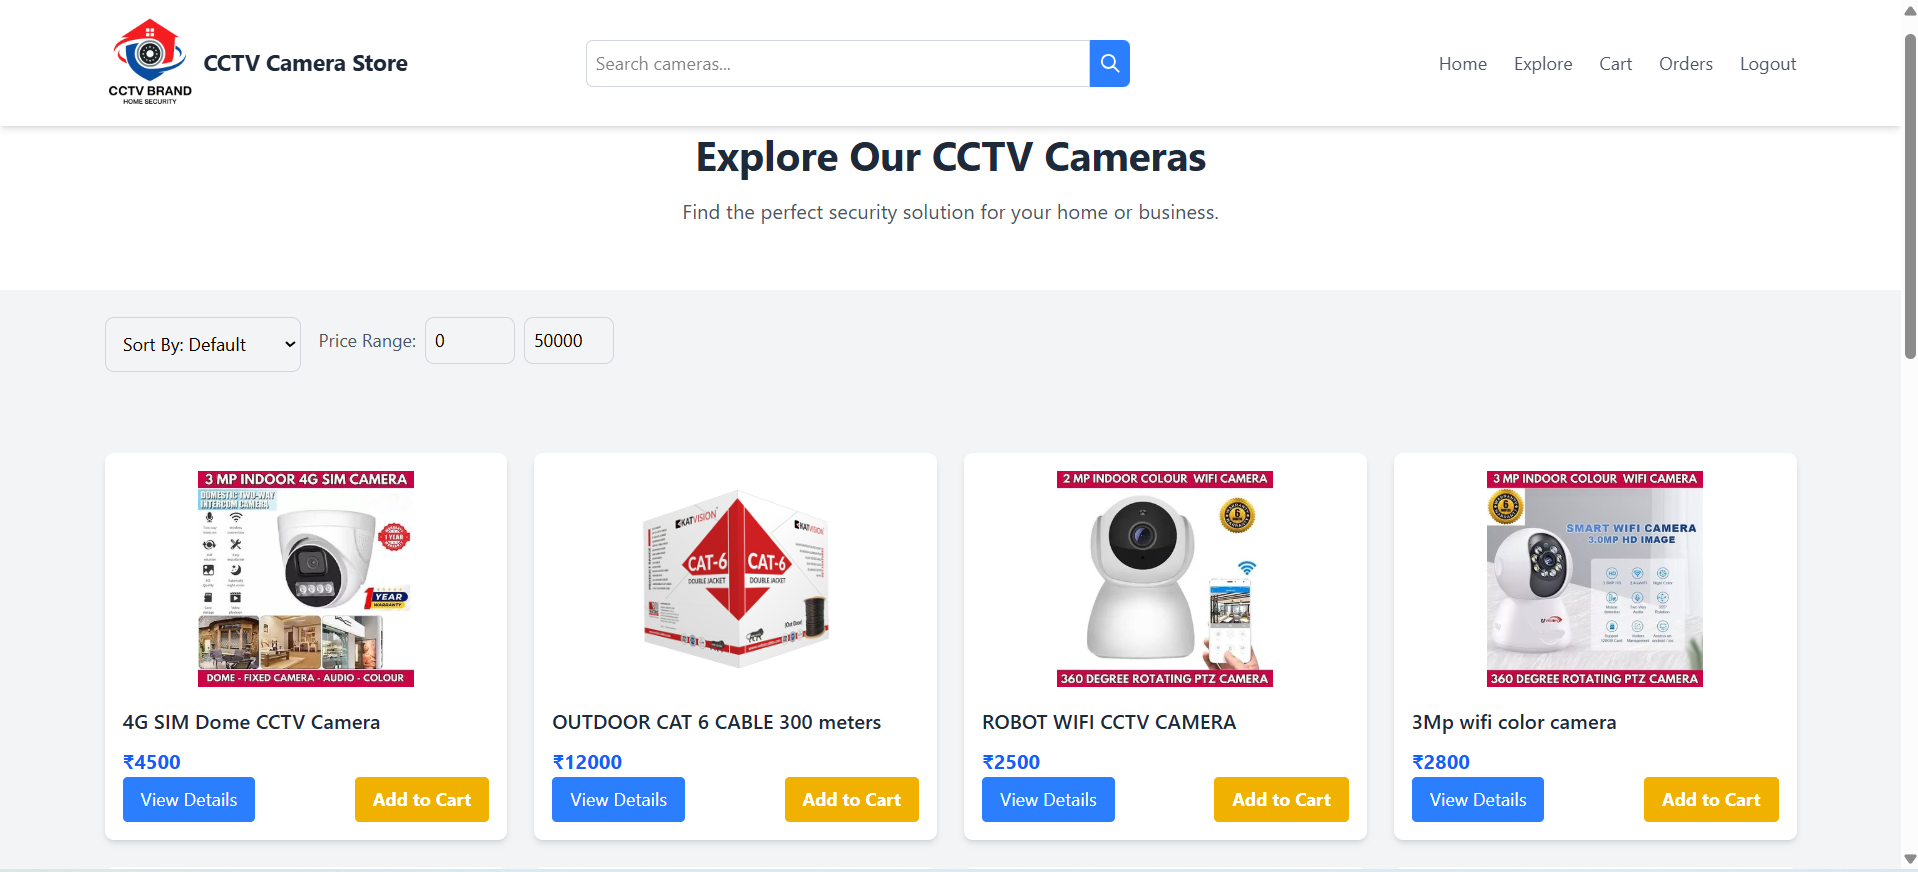 CCTV BRAND
HOME SECURITY
CCTV Camera Store
Search cameras...
Home
Explore
Cart
Orders
Logout
Explore Our CCTV Cameras
Find the perfect security solution for your home or business.
Sort By: Default
Price Range:
0
50000
3 MP INDOOR 4G SIM CAMERA
DOMESTIC TWO-WAY
INTERCOM CAMERA
1 YEAR
1 YEAR
WARRANTY
DOME - FIXED CAMERA - AUDIO - COLOUR
4G SIM Dome CCTV Camera
₹4500
View Details
Add to Cart
KATVISION
KATVISION
CAT-6
DOUBLE JACKET
CAT-6
DOUBLE JACKET
OUTDOOR CAT 6 CABLE 300 meters
₹12000
View Details
Add to Cart
2 MP INDOOR COLOUR WIFI CAMERA
6
360 DEGREE ROTATING PTZ CAMERA
ROBOT WIFI CCTV CAMERA
₹2500
View Details
Add to Cart
3 MP INDOOR COLOUR WIFI CAMERA
6
SMART WIFI CAMERA
3.0MP HD IMAGE
360 DEGREE ROTATING PTZ CAMERA
3Mp wifi color camera
₹2800
View Details
Add to Cart